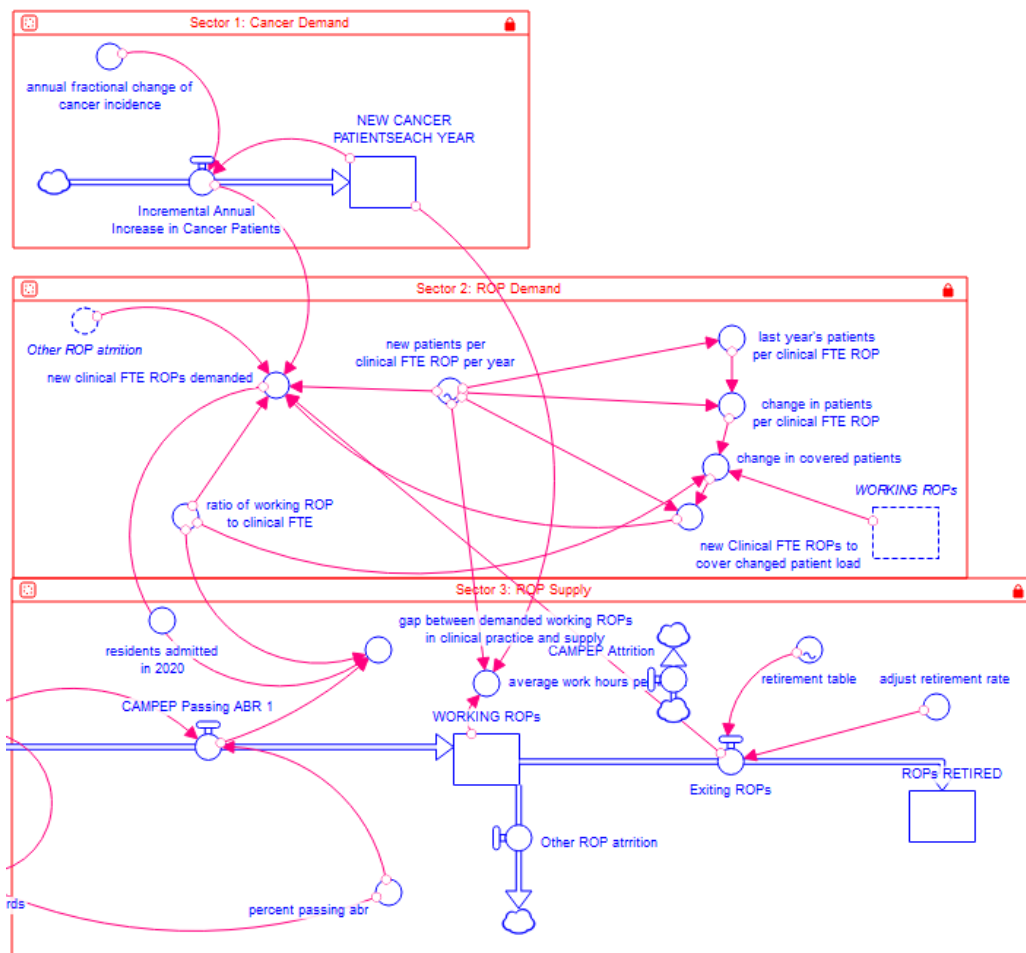 Sector 1: Cancer Demand
annual fractional change of
cancer incidence
NEW CANCER
PATIENTSEACH YEAR
Incremental Annual
Increase in Cancer Patients
Sector 2: ROP Demand
Other ROP atrrition
new clinical FTE ROPs demanded
new patients per
clinical FTE ROP per year
last year's patients
per clinical FTE ROP
change in patients
per clinical FTE ROP
change in covered patients
WORKING ROPs
ratio of working ROP
to clinical FTE
new Clinical FTE ROPs to
cover changed patient load
Sector 3: ROP Supply
residents admitted
in 2020
gap between demanded working ROPs
in clinical practice and supply
CAMPEP Attrition
average work hours pe
retirement table
adjust retirement rate
CAMPEP Passing ABR 1
WORKING ROPs
Exiting ROPs
ROPs RETIRED
Other ROP atrrition
percent passing abr
rds